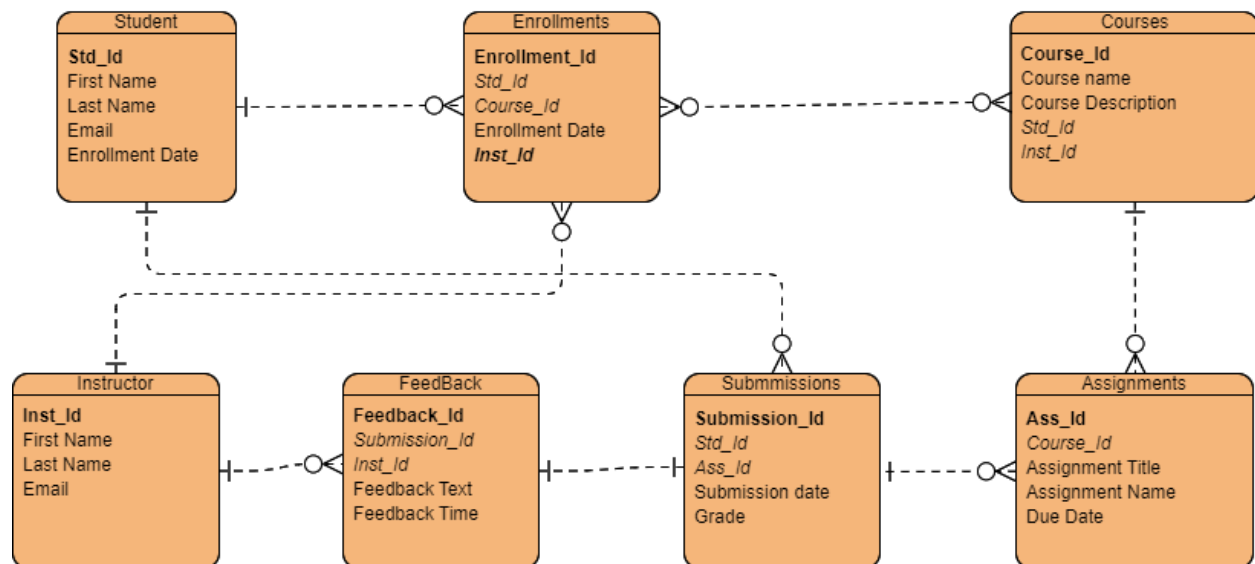 Student
Std_Id
First Name
Last Name
Email
Enrollment Date
Enrollments
Enrollment_Id
Std_Id
Course_Id
Enrollment Date
Inst_Id
Courses
Course_Id
Course name
Course Description
Std_Id
Inst_Id
Instructor
Inst_Id
First Name
Last Name
Email
FeedBack
Feedback_Id
Submission_Id
Inst_Id
Feedback Text
Feedback Time
Submmissions
Submission_Id
Std_Id
Ass_Id
Submission date
Grade
Assignments
Ass_Id
Course_Id
Assignment Title
Assignment Name
Due Date